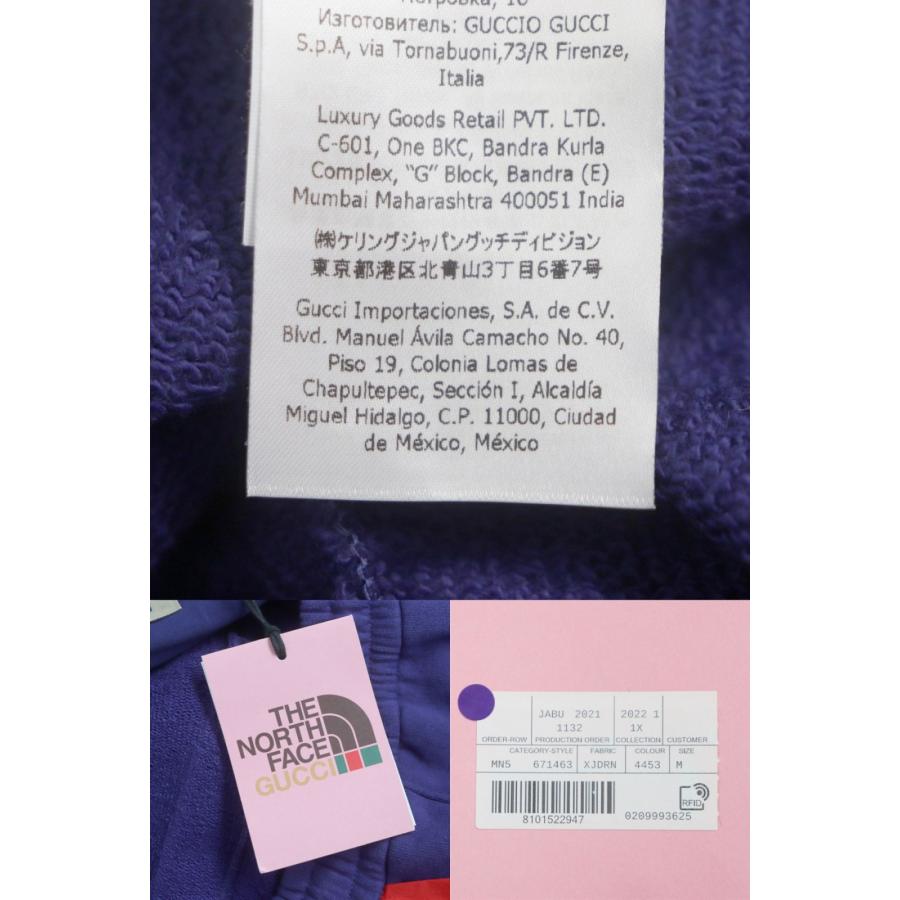 Петровка, 16
Изготовитель: GUCCIO GUCCI
S.p.A, via Tornabuoni,73/R Firenze,
Italia
Luxury Goods Retail PVT. LTD.
C-601, One BKC, Bandra Kurla
Complex, "G" Block, Bandra (E)
Mumbai Maharashtra 400051 India
㈱ケリングジャパングッチディビジョン
東京都港区北青山3丁目6番7号
Gucci Importaciones, S.A. de C.V.
Blvd. Manuel Ávila Camacho No. 40,
Piso 19, Colonia Lomas de
Chapultepec, Sección I, Alcaldía
Miguel Hidalgo, C.P. 11000, Ciudad
de México, México
THE
NORTH
FACE
GUCCI
JABU 2021 2022 1
1132 1X
ORDER-ROW PRODUCTION ORDER COLLECTION CUSTOMER
CATEGORY-STYLE FABRIC COLOUR SIZE
MN5 671463 XJDRN 4453 M
RFID
8101522947 0209993625